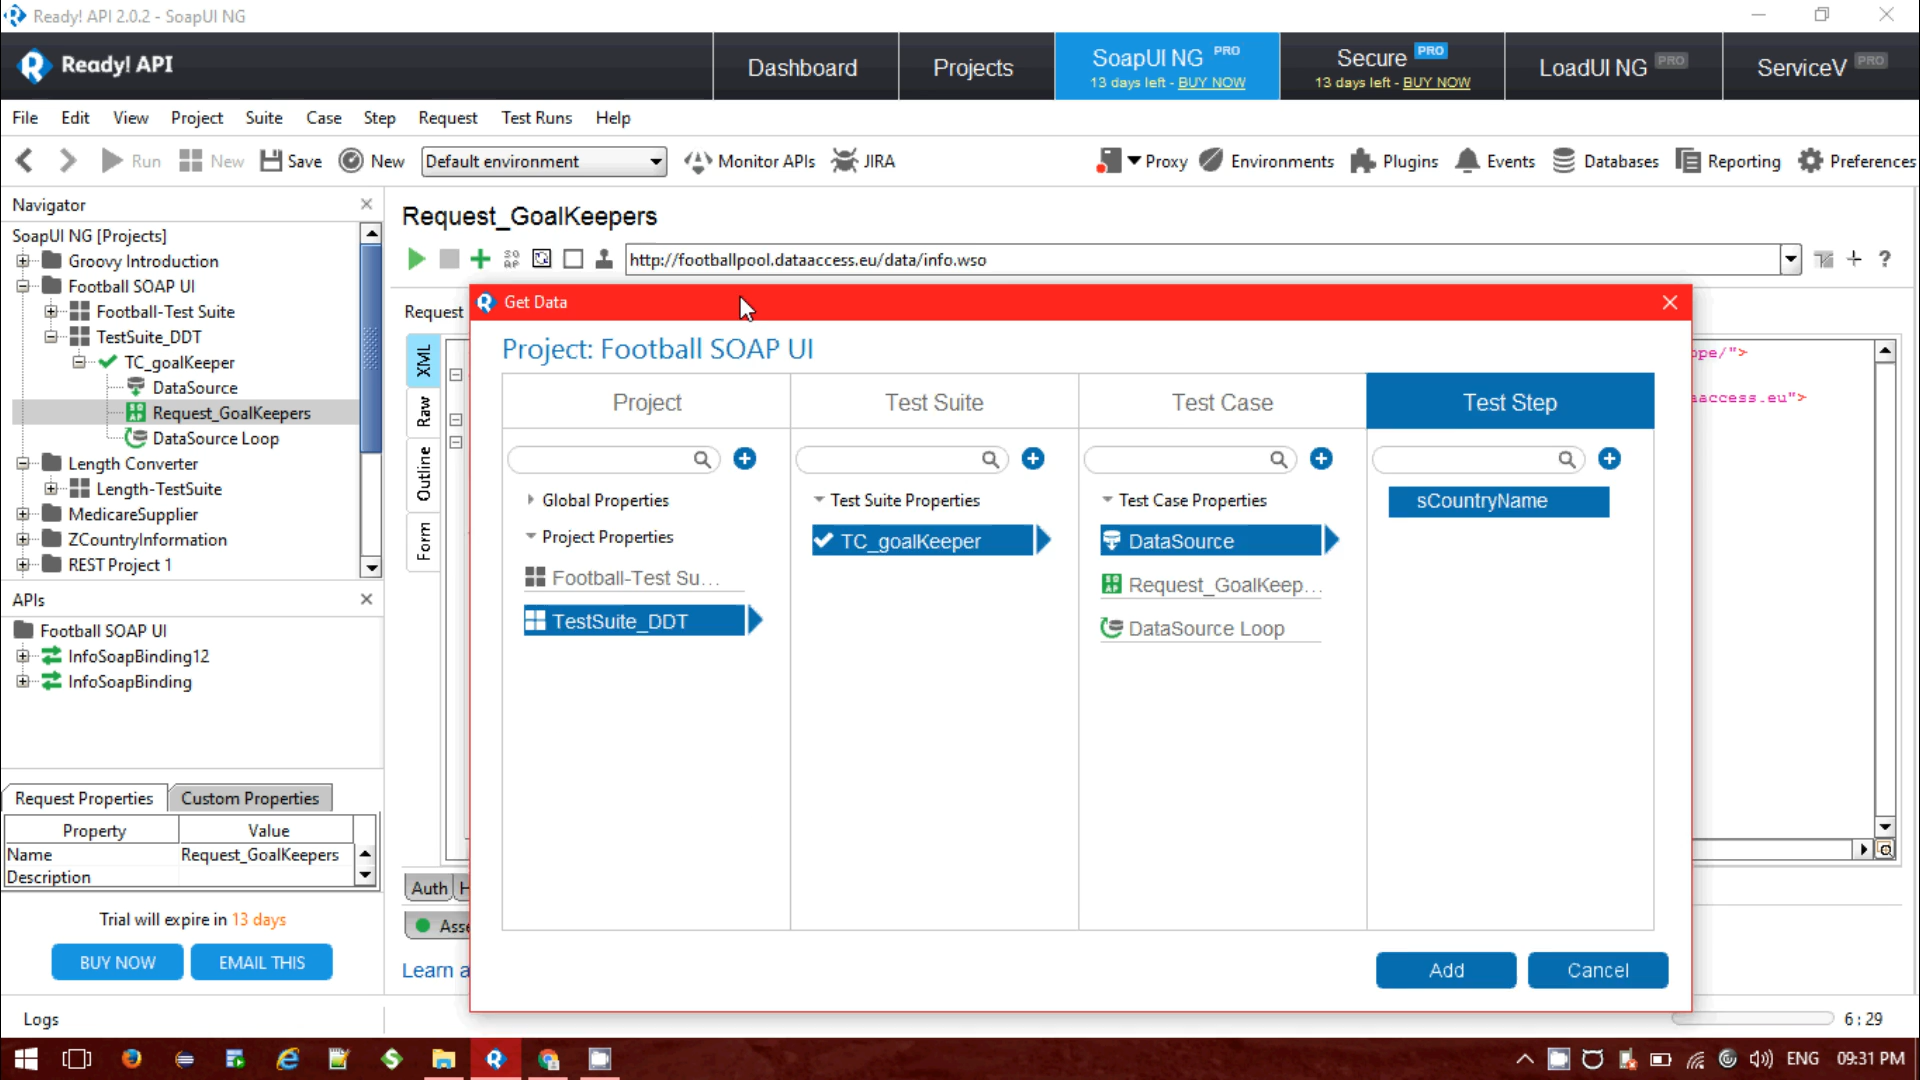 Ready! API 2.0.2 - SoapUI NG
Ready! API
Dashboard
Projects
SoapUI NG PRO
13 days left - BUY NOW
Secure PRO
13 days left - BUY NOW
LoadUI NG PRO
ServiceV PRO
File Edit View Project Suite Case Step Request Test Runs Help
Run New Save New Default environment Monitor APIs JIRA Proxy Environments Plugins Events Databases Reporting Preferences
Navigator
SoapUI NG [Projects]
Groovy Introduction
Football SOAP UI
Football-Test Suite
TestSuite_DDT
TC_goalKeeper
DataSource
Request_GoalKeepers
DataSource Loop
Length Converter
Length-TestSuite
MedicareSupplier
ZCountryInformation
REST Project 1
APIs
Football SOAP UI
InfoSoapBinding12
InfoSoapBinding
Request Properties Custom Properties
Property Value
Name Request_GoalKeepers
Description
Trial will expire in 13 days
BUY NOW EMAIL THIS
Logs
Request_GoalKeepers
SO
AP
http://footballpool.dataaccess.eu/data/info.wso
?
Request
XML
Raw
Outline
Form
ope/">
aaccess.eu">
Auth H
Asse
Learn a
Get Data
Project: Football SOAP UI
Project Test Suite Test Case Test Step
Global Properties
Project Properties
Football-Test Su...
TestSuite_DDT
Test Suite Properties
TC_goalKeeper
Test Case Properties
DataSource
Request_GoalKeep...
DataSource Loop
sCountryName
Add Cancel
6 : 29
ENG 09:31 PM